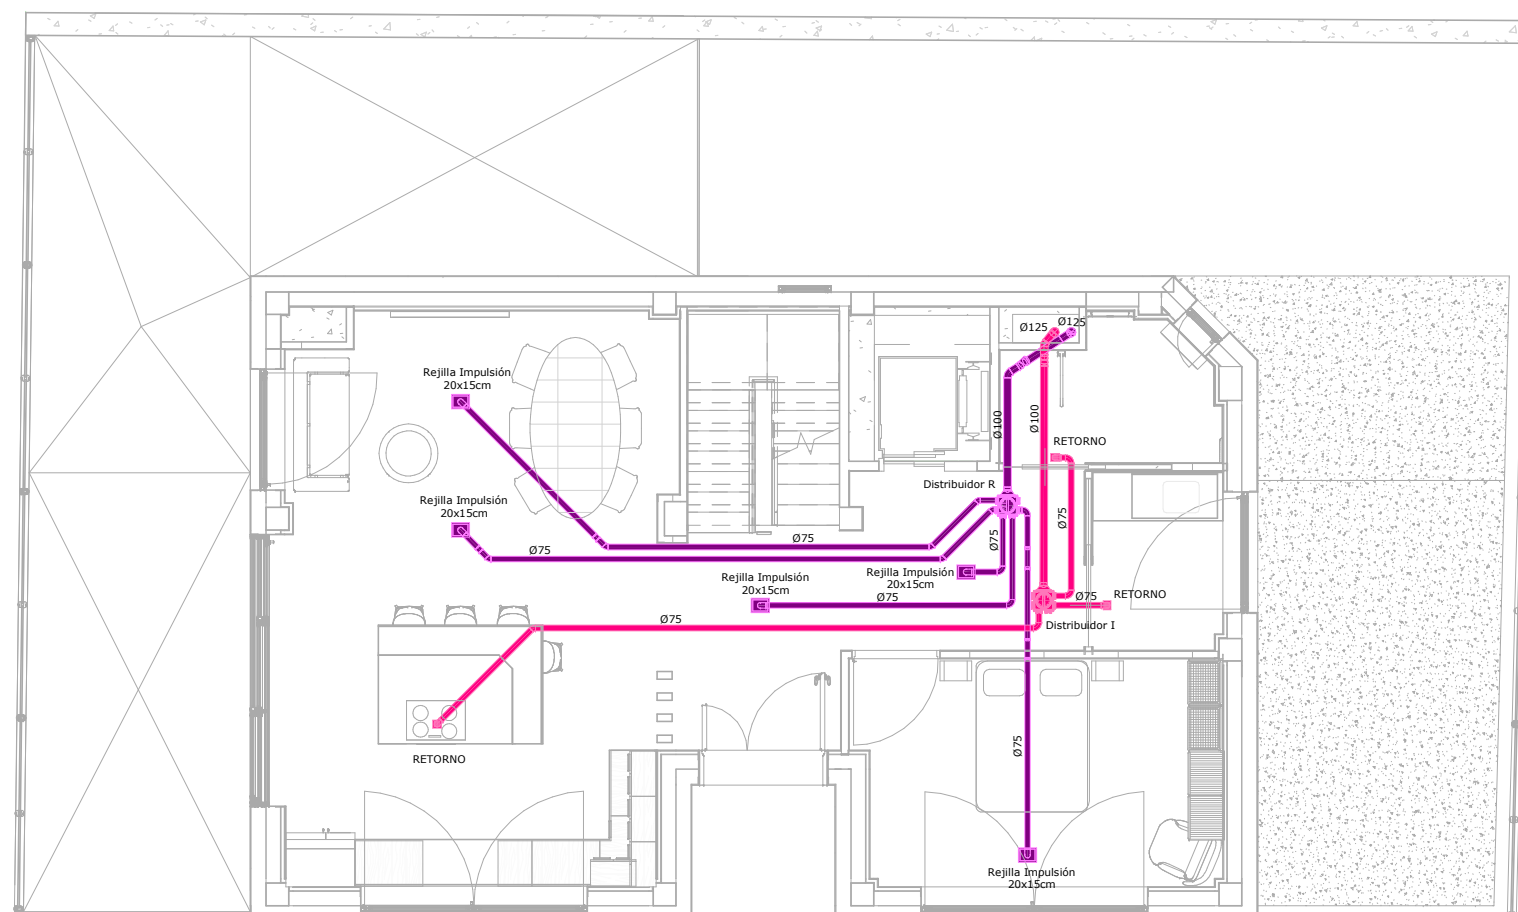 Ø125
Ø125
Rejilla Impulsión
20x15cm
Ø100
Ø100
RETORNO
Distribuidor R
Rejilla Impulsión
20x15cm
Ø75
Ø75
Ø75
Ø75
Rejilla Impulsión
20x15cm
Rejilla Impulsión
20x15cm
Ø75
Ø75
RETORNO
Ø75
Distribuidor I
Ø75
RETORNO
Rejilla Impulsión
20x15cm